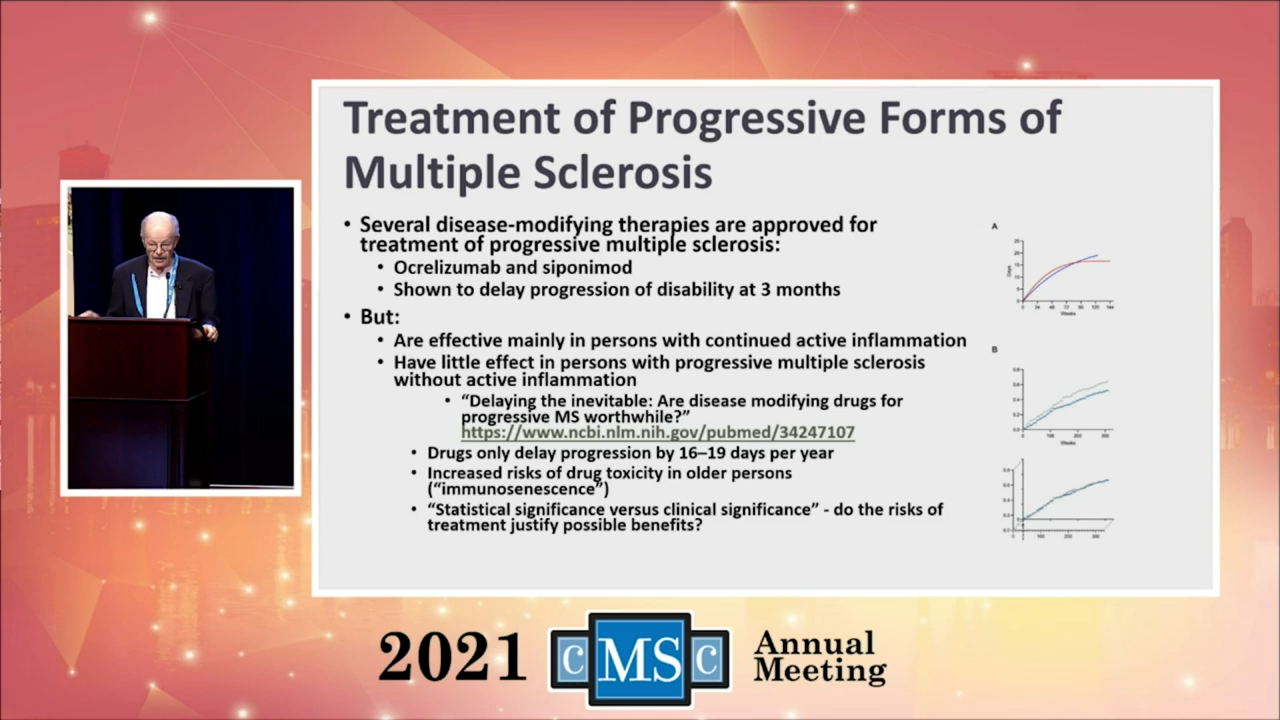 Treatment of Progressive Forms of
Multiple Sclerosis
• Several disease-modifying therapies are approved for
treatment of progressive multiple sclerosis:
• Ocrelizumab and siponimod
• Shown to delay progression of disability at 3 months
• But:
• Are effective mainly in persons with continued active inflammation
• Have little effect in persons with progressive multiple sclerosis
without active inflammation
• “Delaying the inevitable: Are disease modifying drugs for
progressive MS worthwhile?”
https://www.ncbi.nlm.nih.gov/pubmed/34247107
• Drugs only delay progression by 16–19 days per year
• Increased risks of drug toxicity in older persons
(“immunosenescence”)
• “Statistical significance versus clinical significance” - do the risks of
treatment justify possible benefits?
A
Days
Weeks
B
Weeks
2021
C MS C
Annual
Meeting